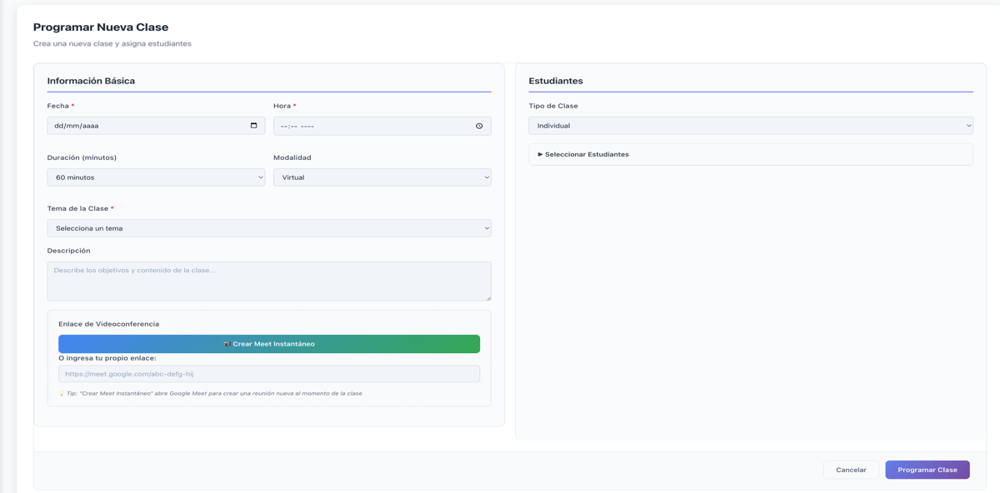 Programar Nueva Clase
Crea una nueva clase y asigna estudiantes
Información Básica
Fecha *
Hora *
dd/mm/aaaa
--:-- ----
Duración (minutos)
Modalidad
60 minutos
Virtual
Tema de la Clase *
Selecciona un tema
Descripción
Describe los objetivos y contenido de la clase...
Enlace de Videoconferencia
Crear Meet Instantáneo
O ingresa tu propio enlace:
https://meet.google.com/abc-defg-hij
Tip: "Crear Meet Instantáneo" abre Google Meet para crear una reunión nueva al momento de la clase
Estudiantes
Tipo de Clase
Individual
► Seleccionar Estudiantes
Cancelar
Programar Clase